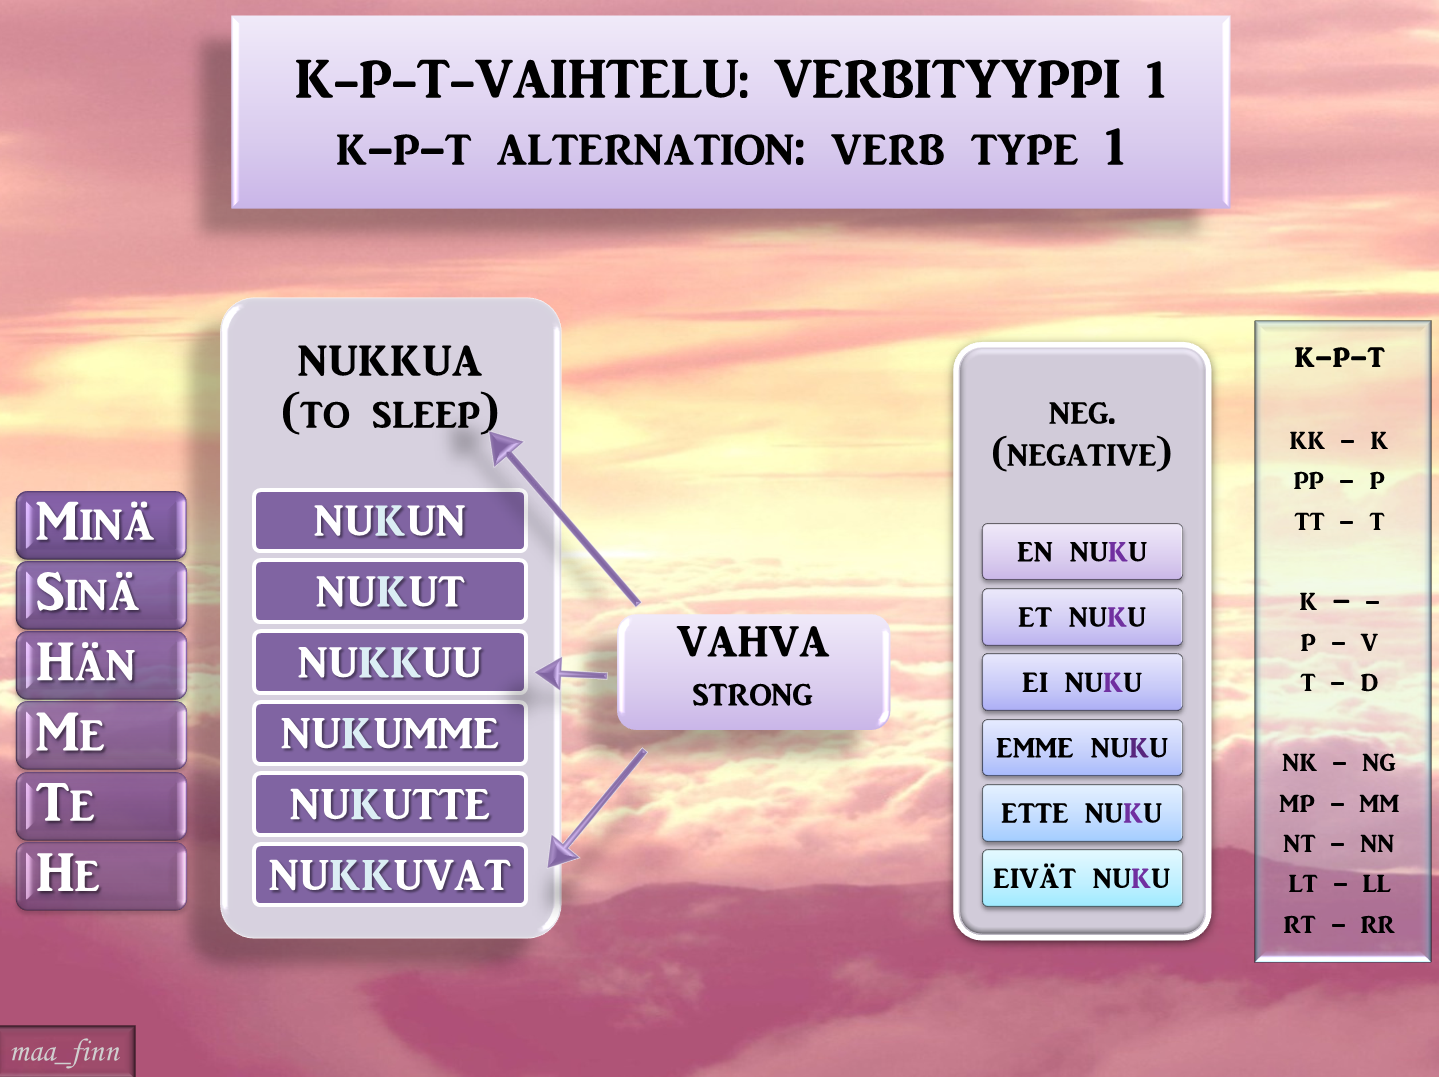 K-P-T-VAIHTELU: VERBITYYPPI 1
K-P-T ALTERNATION: VERB TYPE 1
NUKKUA
(TO SLEEP)
MINÄ
SINÄ
HÄN
ME
TE
HE
NUKUN
NUKUT
NUKKUU
NUKUMME
NUKUTTE
NUKKUVAT
VAHVA
STRONG
NEG.
(NEGATIVE)
EN NUKU
ET NUKU
EI NUKU
EMME NUKU
ETTE NUKU
EIVÄT NUKU
K-P-T
KK - K
PP - P
TT - T
K - -
P - V
T - D
NK - NG
MP - MM
NT - NN
LT - LL
RT - RR
maa_finn